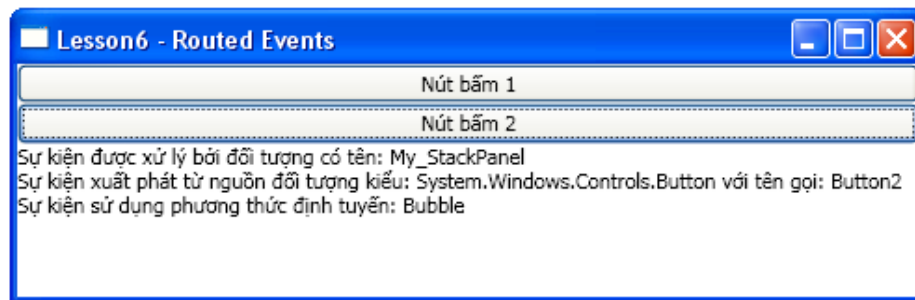 Lesson6 - Routed Events
Nút bấm 1
Nút bấm 2
Sự kiện được xử lý bởi đối tượng có tên: My_StackPanel
Sự kiện xuất phát từ nguồn đối tượng kiểu: System.Windows.Controls.Button với tên gọi: Button2
Sự kiện sử dụng phương thức định tuyến: Bubble